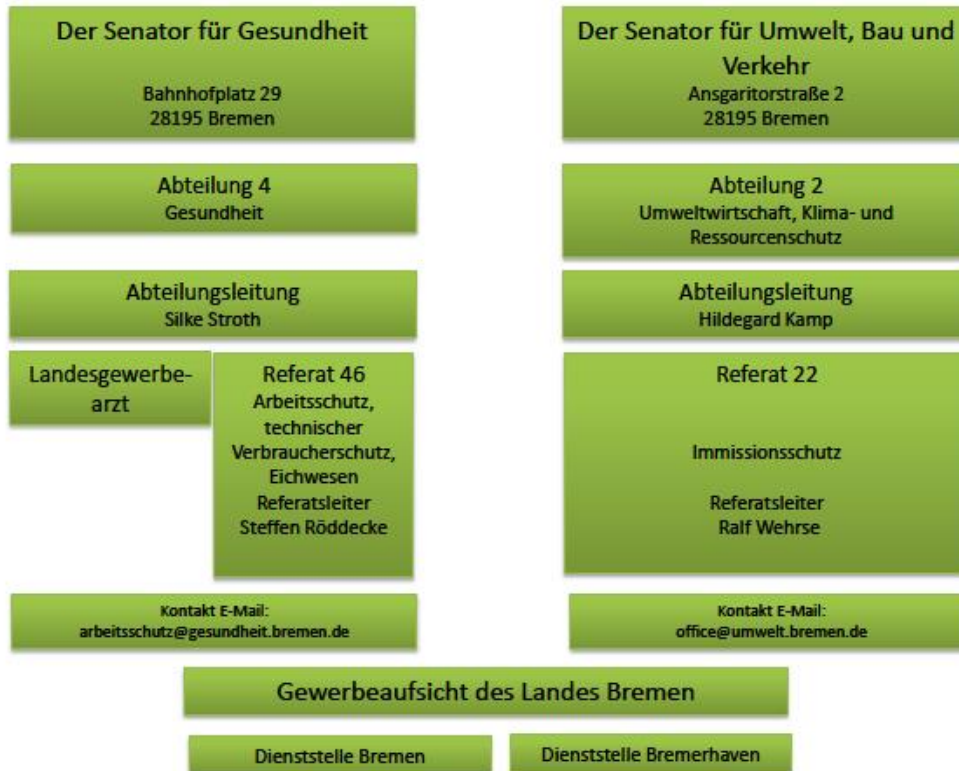 Der Senator für Gesundheit
Bahnhofplatz 29
28195 Bremen
Der Senator für Umwelt, Bau und
Verkehr
Ansgaritorstraße 2
28195 Bremen
Abteilung 4
Gesundheit
Abteilung 2
Umweltwirtschaft, Klima- und
Ressourcenschutz
Abteilungsleitung
Silke Stroth
Abteilungsleitung
Hildegard Kamp
Landesgewerbe-
arzt
Referat 46
Arbeitsschutz,
technischer
Verbraucherschutz,
Eichwesen
Referatsleiter
Steffen Röddecke
Referat 22
Immissionsschutz
Referatsleiter
Ralf Wehrse
Kontakt E-Mail:
arbeitsschutz@gesundheit.bremen.de
Kontakt E-Mail:
office@umwelt.bremen.de
Gewerbeaufsicht des Landes Bremen
Dienststelle Bremen
Dienststelle Bremerhaven